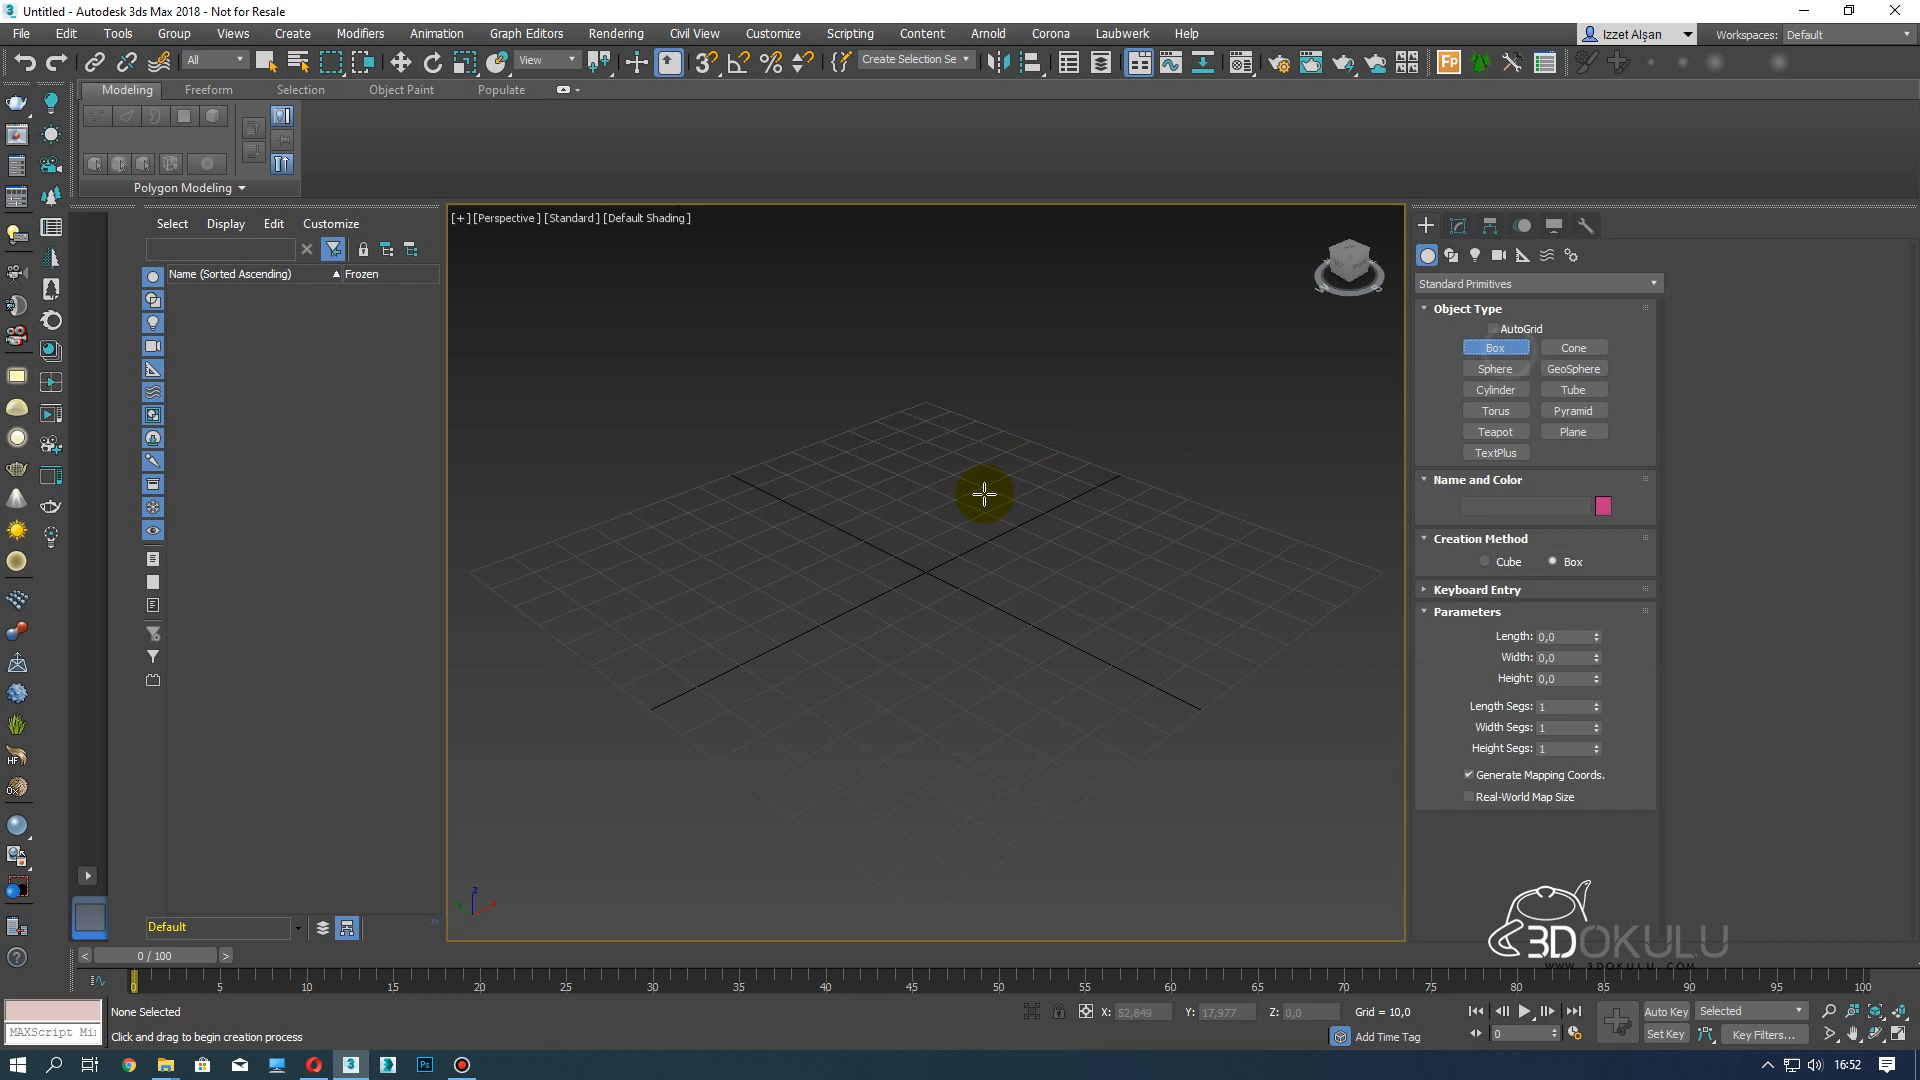 Untitled - Autodesk 3ds Max 2018 - Not for Resale
File Edit Tools Group Views Create Modifiers Animation Graph Editors Rendering Civil View Customize Scripting Content Arnold Corona Laubwerk Help
Izzet Alşan
Workspaces: Default
All
View
Create Selection Se
Modeling Freeform Selection Object Paint Populate
Polygon Modeling
Select Display Edit Customize
Name (Sorted Ascending)
Frozen
[+] [Perspective ] [Standard ] [Default Shading ]
Standard Primitives
Object Type
AutoGrid
Box Cone
Sphere GeoSphere
Cylinder Tube
Torus Pyramid
Teapot Plane
TextPlus
Name and Color
Creation Method
Cube Box
Keyboard Entry
Parameters
Length: 0,0
Width: 0,0
Height: 0,0
Length Segs: 1
Width Segs: 1
Height Segs: 1
Generate Mapping Coords.
Real-World Map Size
Default
3DOKULU
WWW.3DOKULU.COM
0 / 100
0 5 10 15 20 25 30 35 40 45 50 55 60 65 70 75 80 85 90 95 100
None Selected
X: 52,849 Y: 17,977 Z: 0,0 Grid = 10,0
Auto Key
Selected
MAXScript Mi
Click and drag to begin creation process
Add Time Tag
0
Set Key
Key Filters...
16:52